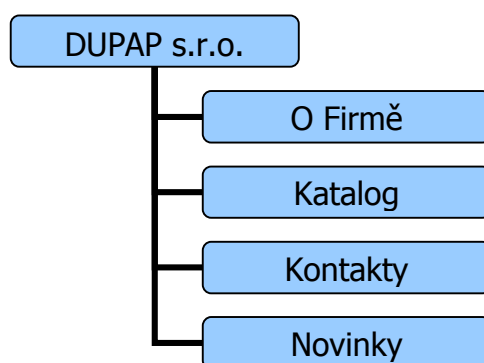 DUPAP s.r.o.
O Firmě
Katalog
Kontakty
Novinky